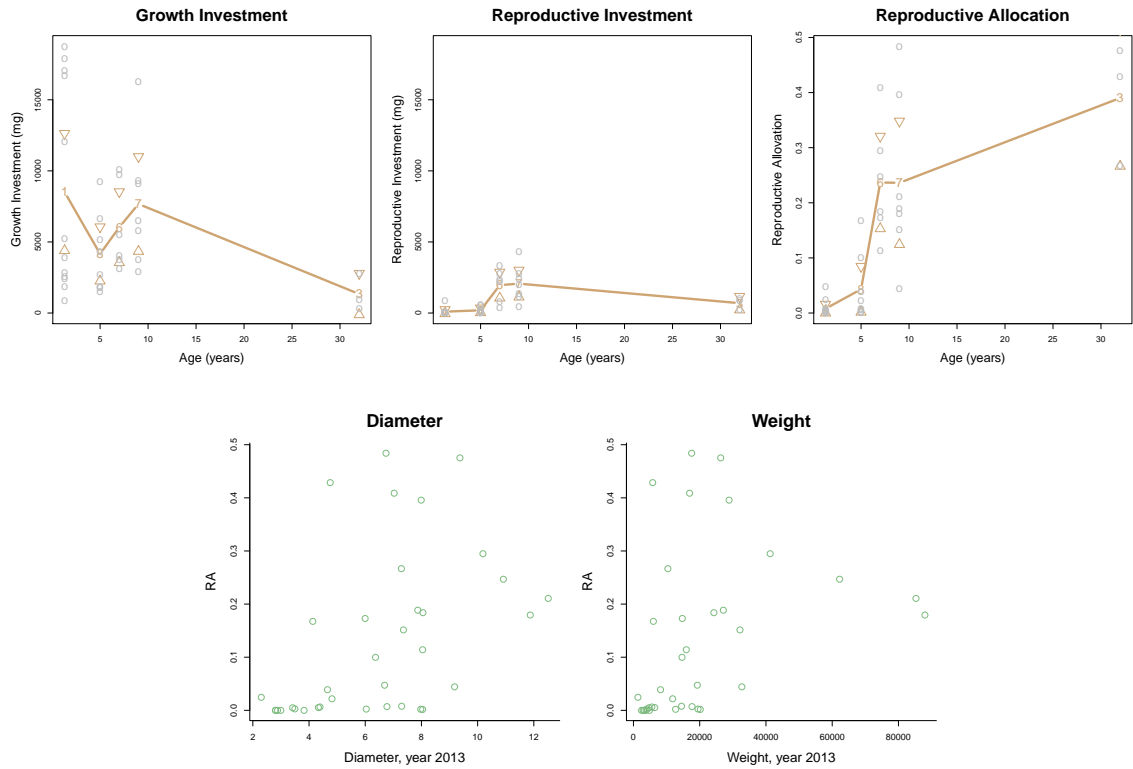 Growth Investment
Growth Investment (mg)
15000
10000
5000
0
1
4
6
7
3
5 10 15 20 25 30
Age (years)
Reproductive Investment
Reproductive Investment (mg)
15000
10000
5000
0
5 10 15 20 25 30
Age (years)
Reproductive Allocation
Reproductive Allovation
0.5
0.4
0.3
0.2
0.1
0.0
7
3
5 10 15 20 25 30
Age (years)
Diameter
RA
0.5
0.4
0.3
0.2
0.1
0.0
2 4 6 8 10 12
Diameter, year 2013
Weight
RA
0.5
0.4
0.3
0.2
0.1
0.0
0 20000 40000 60000 80000
Weight, year 2013